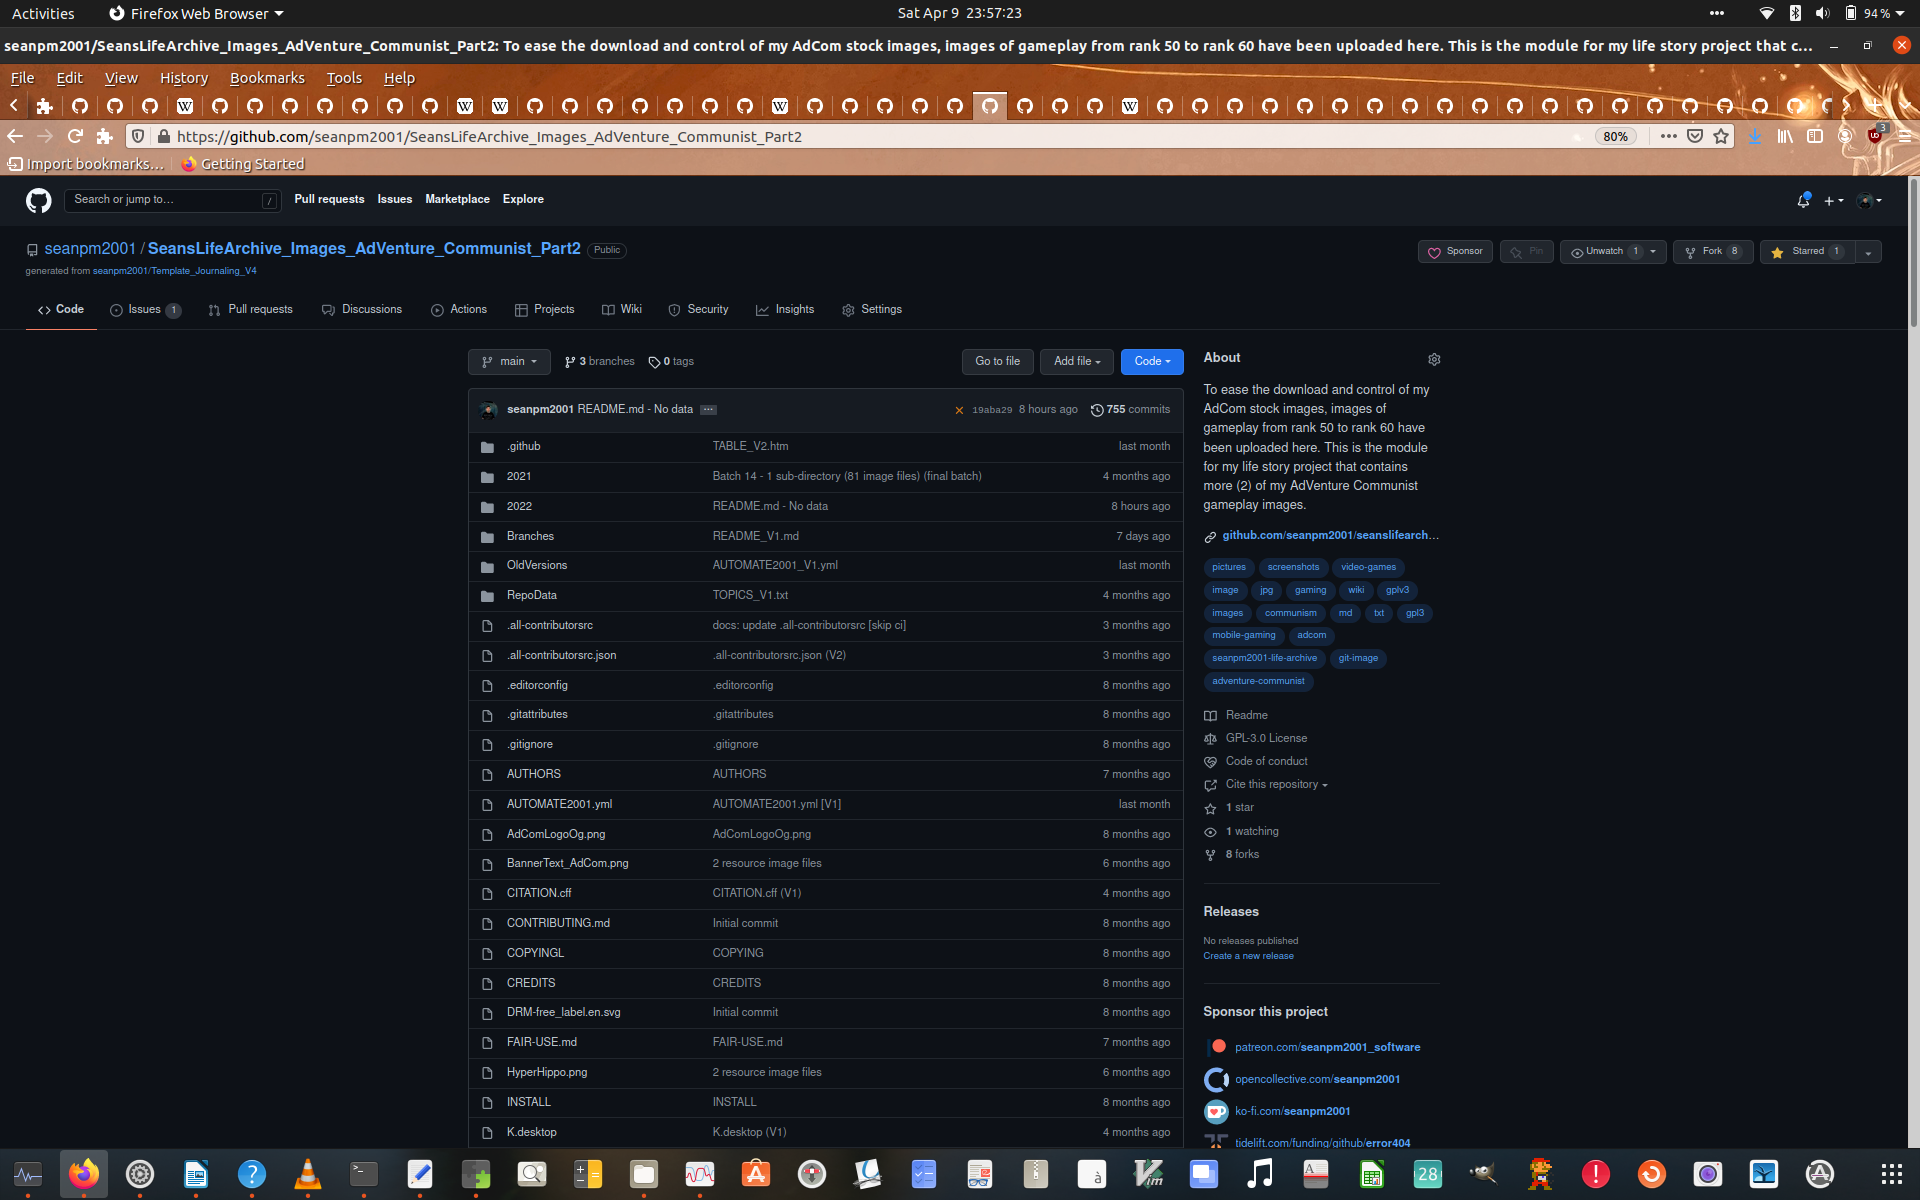 Activities Firefox Web Browser Sat Apr 9 23:57:23 94 %
seanpm2001/SeansLifeArchive_Images_AdVenture_Communist_Part2: To ease the download and control of my AdCom stock images, images of gameplay from rank 50 to rank 60 have been uploaded here. This is the module for my life story project that c...
File Edit View History Bookmarks Tools Help
https://github.com/seanpm2001/SeansLifeArchive_Images_AdVenture_Communist_Part2 80% 3
Import bookmarks... Getting Started
Search or jump to... / Pull requests Issues Marketplace Explore
seanpm2001 / SeansLifeArchive_Images_AdVenture_Communist_Part2 Public
Sponsor Pin Unwatch 1 Fork 8 Starred 1
generated from seanpm2001/Template_Journaling_V4
Code Issues 1 Pull requests Discussions Actions Projects Wiki Security Insights Settings
main 3 branches 0 tags Go to file Add file Code
seanpm2001 README.md - No data ... 19aba29 8 hours ago 755 commits
.github TABLE_V2.htm last month
2021 Batch 14 - 1 sub-directory (81 image files) (final batch) 4 months ago
2022 README.md - No data 8 hours ago
Branches README_V1.md 7 days ago
OldVersions AUTOMATE2001_V1.yml last month
RepoData TOPICS_V1.txt 4 months ago
.all-contributorsrc docs: update .all-contributorsrc [skip ci] 3 months ago
.all-contributorsrc.json .all-contributorsrc.json (V2) 3 months ago
.editorconfig .editorconfig 8 months ago
.gitattributes .gitattributes 8 months ago
.gitignore .gitignore 8 months ago
AUTHORS AUTHORS 7 months ago
AUTOMATE2001.yml AUTOMATE2001.yml [V1] last month
AdComLogoOg.png AdComLogoOg.png 8 months ago
BannerText_AdCom.png 2 resource image files 6 months ago
CITATION.cff CITATION.cff (V1) 4 months ago
CONTRIBUTING.md Initial commit 8 months ago
COPYINGL COPYING 8 months ago
CREDITS CREDITS 8 months ago
DRM-free_label.en.svg Initial commit 8 months ago
FAIR-USE.md FAIR-USE.md 7 months ago
HyperHippo.png 2 resource image files 6 months ago
INSTALL INSTALL 8 months ago
K.desktop K.desktop (V1) 4 months ago
About
To ease the download and control of my
AdCom stock images, images of
gameplay from rank 50 to rank 60 have
been uploaded here. This is the module
for my life story project that contains
more (2) of my AdVenture Communist
gameplay images.
github.com/seanpm2001/seanslifearch...
pictures screenshots video-games
image jpg gaming wiki gplv3
images communism md txt gpl3
mobile-gaming adcom
seanpm2001-life-archive git-image
adventure-communist
Readme
GPL-3.0 License
Code of conduct
Cite this repository
1 star
1 watching
8 forks
Releases
No releases published
Create a new release
Sponsor this project
patreon.com/seanpm2001_software
opencollective.com/seanpm2001
ko-fi.com/seanpm2001
tidelift.com/funding/github/error404
28